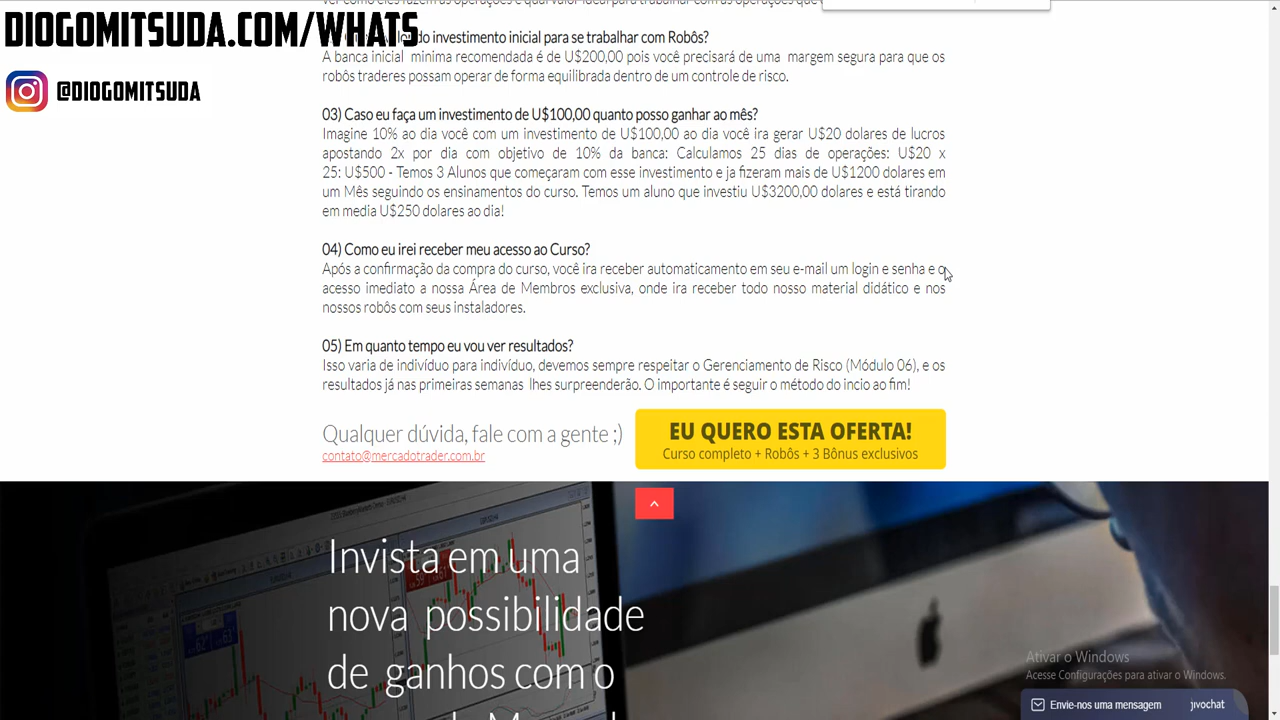 DIOGOMITSUDA.COM/WHATS
@DIOGOMITSUDA
do investimento inicial para se trabalhar com Robôs?
A banca inicial minima recomendada é de U$200,00 pois você precisará de uma margem segura para que os
robôs traderes possam operar de forma equilibrada dentro de um controle de risco.
03) Caso eu faça um investimento de U$100,00 quanto posso ganhar ao mês?
Imagine 10% ao dia você com um investimento de U$100,00 ao dia você ira gerar U$20 dolares de lucros
apostando 2x por dia com objetivo de 10% da banca: Calculamos 25 dias de operações: U$20 x
25: U$500 - Temos 3 Alunos que começaram com esse investimento e ja fizeram mais de U$1200 dolares em
um Mês seguindo os ensinamentos do curso. Temos um aluno que investiu U$3200,00 dolares e está tirando
em media U$250 dolares ao dia!
04) Como eu irei receber meu acesso ao Curso?
Após a confirmação da compra do curso, você ira receber automaticamento em seu e-mail um login e senha e o
acesso imediato a nossa Área de Membros exclusiva, onde ira receber todo nosso material didático e nos
nossos robôs com seus instaladores.
05) Em quanto tempo eu vou ver resultados?
Isso varia de indivíduo para indivíduo, devemos sempre respeitar o Gerenciamento de Risco (Módulo 06), e os
resultados já nas primeiras semanas lhes surpreenderão. O importante é seguir o método do incio ao fim!
Qualquer dúvida, fale com a gente ;)
contato@mercadotrader.com.br
EU QUERO ESTA OFERTA!
Curso completo + Robôs + 3 Bônus exclusivos
Invista em uma
nova possibilidade
de ganhos com o
Ativar o Windows
Acesse Configurações para ativar o Windows.
Envie-nos uma mensagem
jivochat